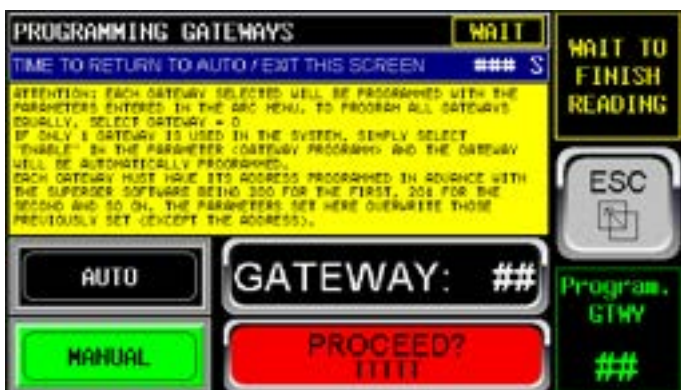 PROGRAMMING GATEWAYS
WAIT
TIME TO RETURN TO AUTO / EXIT THIS SCREEN ### S
ATTENTION: EACH GATEWAY SELECTED WILL BE PROGRAMMED WITH THE
PARAMETERS ENTERED IN THE ARC MENU. TO PROGRAM ALL GATEWAYS
EQUALLY, SELECT GATEWAY = 0
IF ONLY 1 GATEWAY IS USED IN THE SYSTEM, SIMPLY SELECT
"ENABLE" IN THE PARAMETER <GATEWAY PROGRAMM> AND THE GATEWAY
WILL BE AUTOMATICALLY PROGRAMMED.
EACH GATEWAY MUST HAVE ITS ADDRESS PROGRAMMED IN ADVANCE WITH
THE SUPERSER SOFTWARE BEING 200 FOR THE FIRST, 201 FOR THE
SECOND AND SO ON. THE PARAMETERS SET HERE OVERWRITE THOSE
PREVIOUSLY SET (EXCEPT THE ADDRESS).
WAIT TO
FINISH
READING
ESC
AUTO
GATEWAY: ##
MANUAL
PROCEED?
!!!!!
Program.
GTWY
##